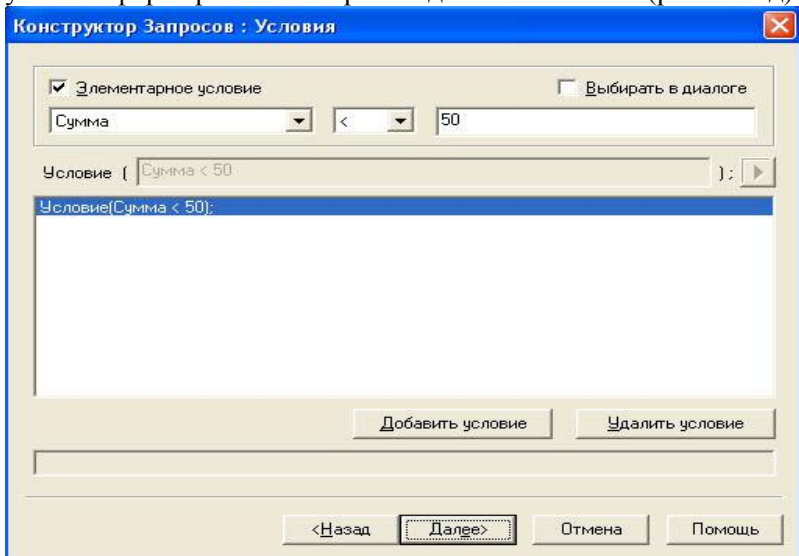 Конструктор Запросов : Условия
Элементарное условие
Выбирать в диалоге
Сумма
<
50
Условие ( Сумма < 50 );
Условие(Сумма < 50);
Добавить условие
Удалить условие
<Назад
Далее>
Отмена
Помощь